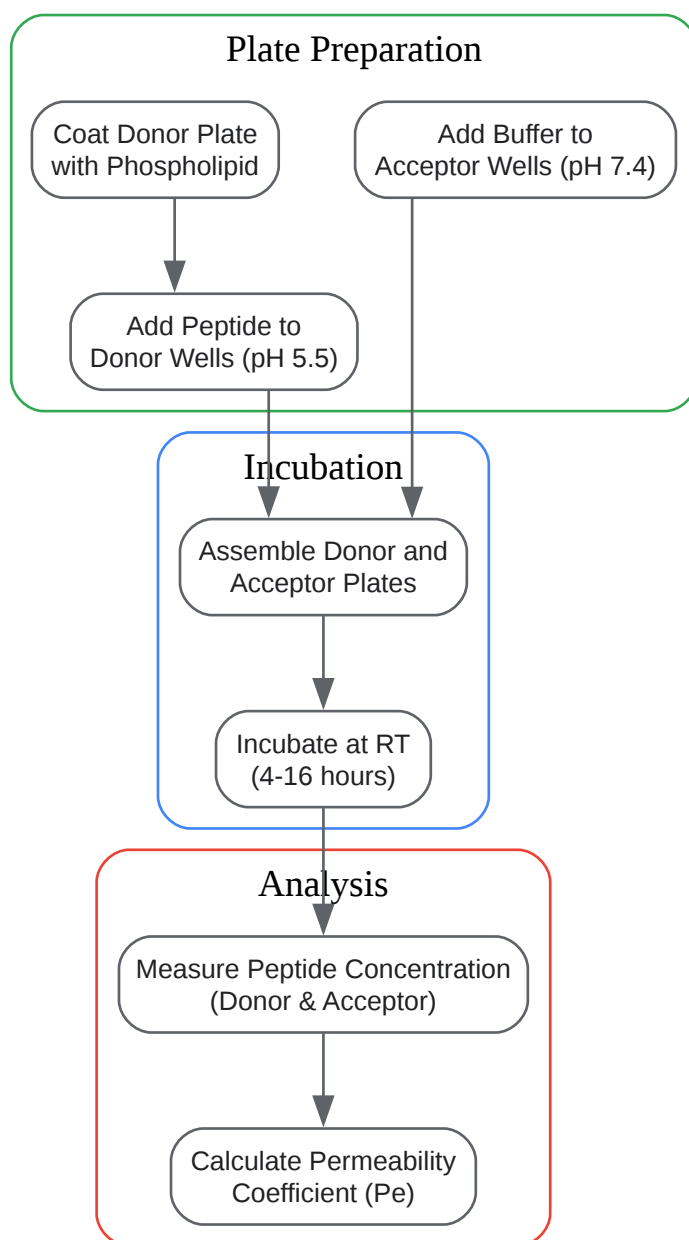 Plate Preparation
Coat Donor Plate
with Phospholipid
Add Buffer to
Acceptor Wells (pH 7.4)
Add Peptide to
Donor Wells (pH 5.5)
Incubation
Assemble Donor and
Acceptor Plates
Incubate at RT
(4-16 hours)
Analysis
Measure Peptide Concentration
(Donor & Acceptor)
Calculate Permeability
Coefficient (Pe)